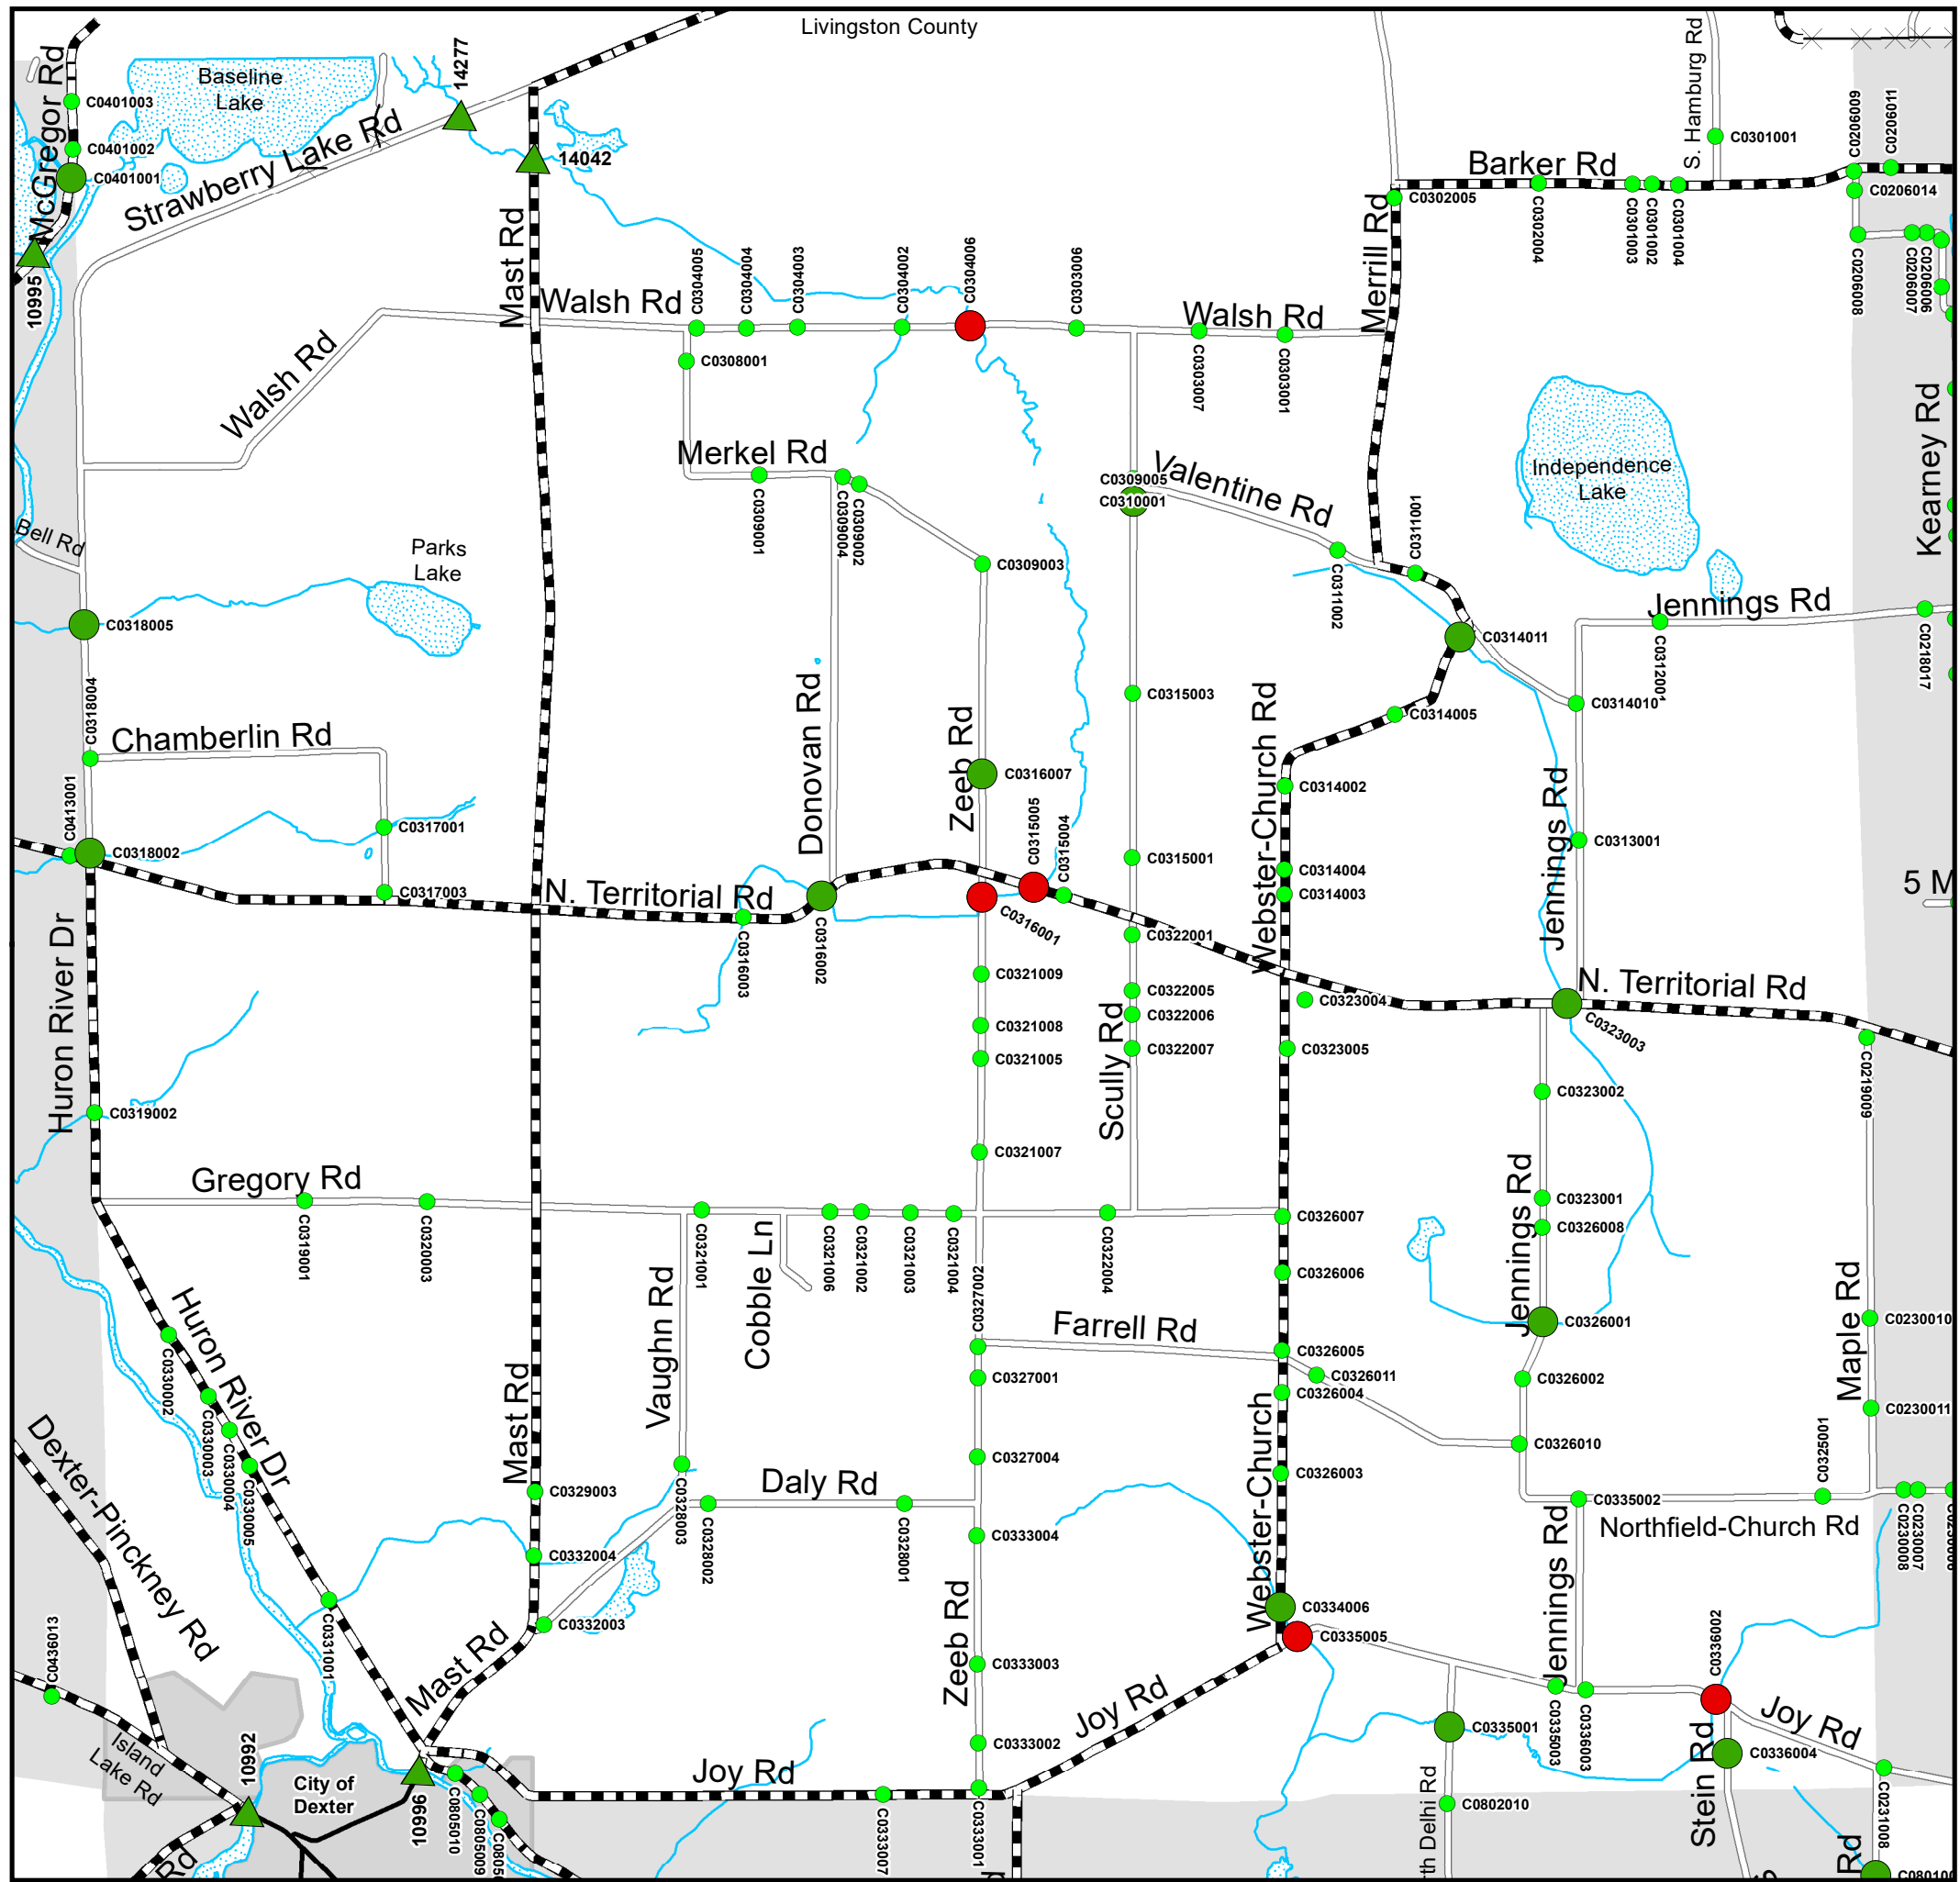 Livingston County
McGregor Rd
C0401003
C0401002
C0401001
10995
Baseline
Lake
Strawberry Lake Rd
14277
14042
Mast Rd
Walsh Rd
Walsh Rd
C0304005
C0304004
C0304003
C0304002
C0304006
C0303006
Walsh Rd
C0303007
C0303001
C0308001
Merrill Rd
C0302005
Barker Rd
C0302004
C0301003
C0301002
C0301004
S. Hamburg Rd
C0301001
C0206009
C0206011
C0206014
C0206008
C0206007
C0206006
Kearney Rd
Merkel Rd
C0309001
C0309004
C0309002
C0309003
C0309005
C0310001
Valentine Rd
C0311002
C0311001
Independence
Lake
Bell Rd
Parks
Lake
C0318005
C0318004
Chamberlin Rd
C0413001
C0318002
C0317001
C0317003
Donovan Rd
Zeeb Rd
C0316007
C0315005
C0315004
C0315003
C0315001
C0314011
C0314005
C0314010
Jennings Rd
C0312001
C0218017
Webster-Church Rd
C0314002
C0314004
C0314003
Jennings Rd
C0313001
5 M
N. Territorial Rd
C0316003
C0316002
C0316001
C0322001
C0321009
C0321008
C0321005
C0321007
C0322005
C0322006
C0322007
Scully Rd
C0323004
C0323005
N. Territorial Rd
C0323003
C0323002
C0219009
Huron River Dr
C0319002
Gregory Rd
C0319001
C0320003
C0321001
C0321006
C0321002
C0321003
C0321004
C0322004
C0326007
C0326006
Jennings Rd
C0323001
C0326008
C0326001
C0326002
Vaughn Rd
Cobble Ln
C0327002
Farrell Rd
C0326005
C0326011
C0326004
C0326010
C0326003
C0327001
C0327004
Maple Rd
C0230010
C0230011
Huron River Dr
C0330002
C0330003
C0330004
C0330005
Dexter-Pinckney Rd
Mast Rd
C0329003
C0332004
C0332003
C0328003
C0328002
Daly Rd
C0328001
C0333004
Zeeb Rd
C0333003
C0333002
Webster-Church
C0334006
C0335005
C0335002
C0325001
Northfield-Church Rd
C0230008
C0230007
Jennings Rd
C0335003
C0336003
C0336002
Joy Rd
C0335001
C0336004
Stein Rd
C0231008
C0802010
th Delhi Rd
Rd
C080100
C0436013
C0331001
Mast Rd
Island
Lake Rd
10992
City of
Dexter
10990
C0805010
C0805009
C0805
Rd
Joy Rd
Joy Rd
C0333007
C0333001